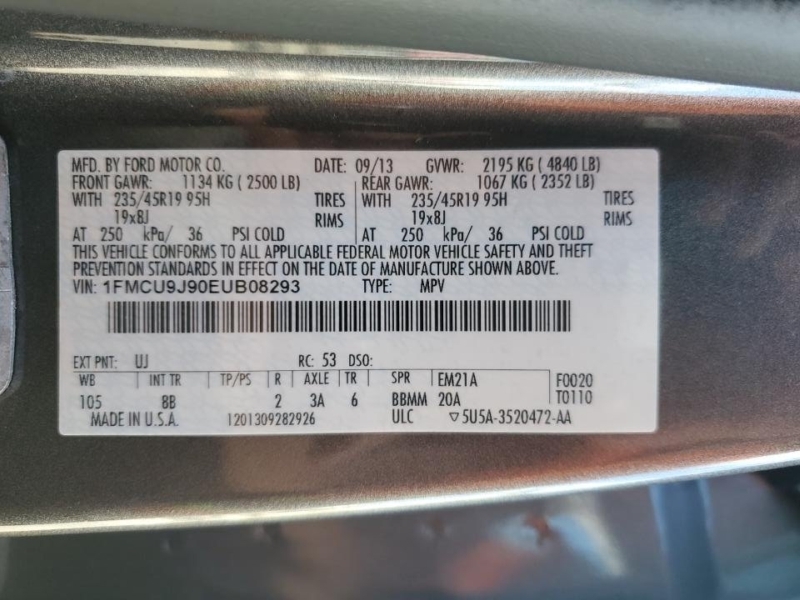 MFD. BY FORD MOTOR CO. DATE: 09/13 GVWR: 2195 KG ( 4840 LB)
FRONT GAWR: 1134 KG ( 2500 LB) REAR GAWR: 1067 KG ( 2352 LB)
WITH 235/45R19 95H TIRES WITH 235/45R19 95H TIRES
19x8J RIMS 19x8J RIMS
AT 250 kPa/ 36 PSI COLD AT 250 kPa/ 36 PSI COLD
THIS VEHICLE CONFORMS TO ALL APPLICABLE FEDERAL MOTOR VEHICLE SAFETY AND THEFT
PREVENTION STANDARDS IN EFFECT ON THE DATE OF MANUFACTURE SHOWN ABOVE.
VIN: 1FMCU9J90EUB08293 TYPE: MPV
EXT PNT: UJ RC: 53 DSO:
WB INT TR TP/PS R AXLE TR SPR EM21A F0020
105 8B 2 3A 6 BBMM 20A T0110
MADE IN U.S.A. 1201309282926 ULC ▽5U5A-3520472-AA